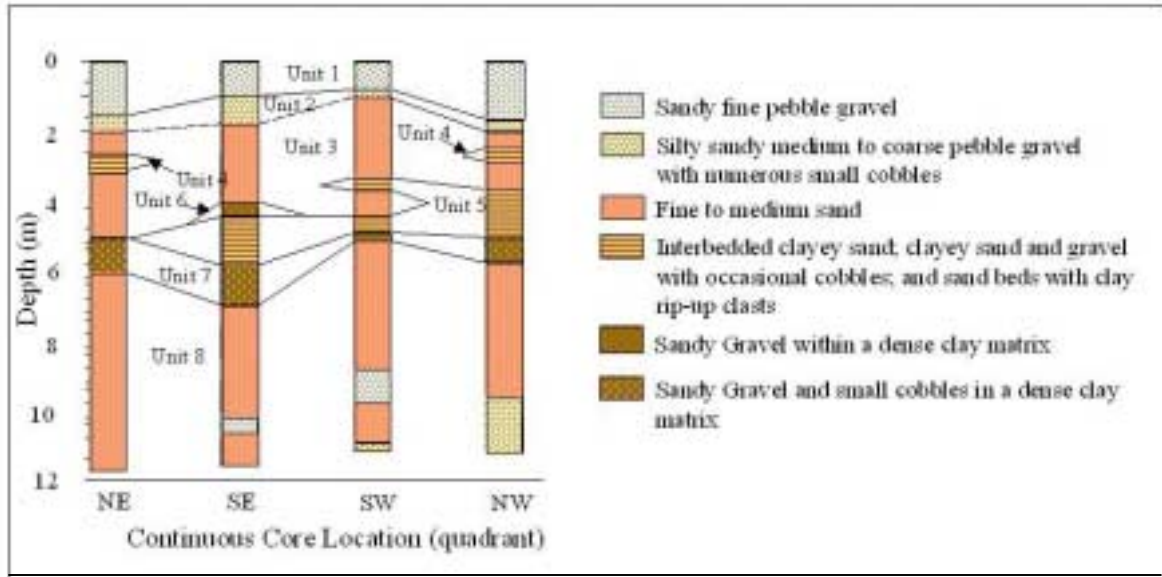 0
2
4
6
8
10
12
Depth (m)
Unit 1
Unit 2
Unit 3
Unit 4
Unit 4
Unit 6
Unit 5
Unit 7
Unit 8
NE SE SW NW
Continuous Core Location (quadrant)
Sandy fine pebble gravel
Silty sandy medium to coarse pebble gravel
with numerous small cobbles
Fine to medium sand
Interbedded clayey sand; clayey sand and gravel
with occasional cobbles; and sand beds with clay
rip-up clasts
Sandy Gravel within a dense clay matrix
Sandy Gravel and small cobbles in a dense clay
matrix